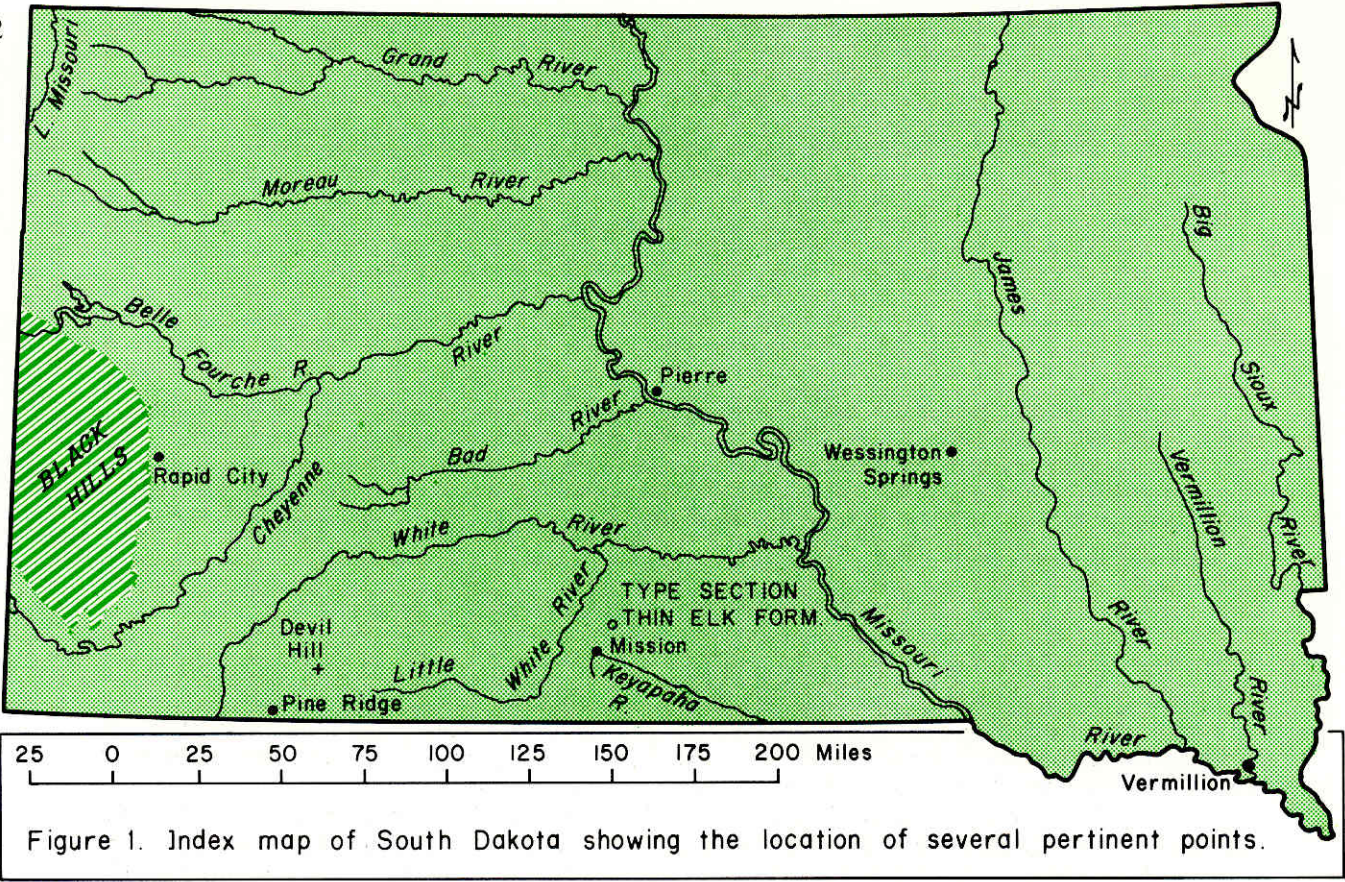 L. Missouri
Grand River
Moreau River
Belle
Fourche R.
River
Cheyenne
BLACK
HILLS
Rapid City
Pierre
Bad River
Wessington
Springs
James
River
Big
Sioux
River
Vermillion
River
White River
TYPE SECTION
THIN ELK FORM.
Devil
Hill
Mission
Little
White River
Keyapaha
R.
Pine Ridge
Missouri
River
Vermillion
25 0 25 50 75 100 125 150 175 200 Miles
Figure 1. Index map of South Dakota showing the location of several pertinent points.